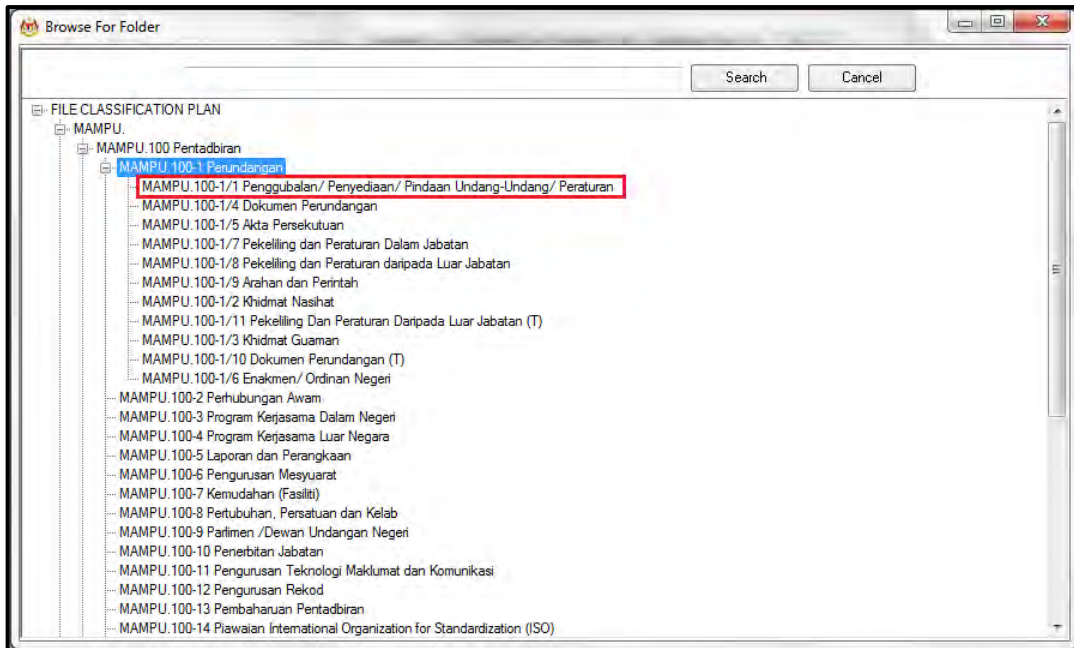 Browse For Folder
Search Cancel
FILE CLASSIFICATION PLAN
MAMPU.
MAMPU.100 Pentadbiran
MAMPU.100-1 Perundangan
MAMPU.100-1/1 Penggubalan/ Penyediaan/ Pindaan Undang-Undang/ Peraturan
MAMPU.100-1/4 Dokumen Perundangan
MAMPU.100-1/5 Akta Persekutuan
MAMPU.100-1/7 Pekeliling dan Peraturan Dalam Jabatan
MAMPU.100-1/8 Pekeliling dan Peraturan daripada Luar Jabatan
MAMPU.100-1/9 Arahan dan Perintah
MAMPU.100-1/2 Khidmat Nasihat
MAMPU.100-1/11 Pekeliling Dan Peraturan Daripada Luar Jabatan (T)
MAMPU.100-1/3 Khidmat Guaman
MAMPU.100-1/10 Dokumen Perundangan (T)
MAMPU.100-1/6 Enakmen/ Ordinan Negeri
MAMPU.100-2 Perhubungan Awam
MAMPU.100-3 Program Kerjasama Dalam Negeri
MAMPU.100-4 Program Kerjasama Luar Negara
MAMPU.100-5 Laporan dan Perangkaan
MAMPU.100-6 Pengurusan Mesyuarat
MAMPU.100-7 Kemudahan (Fasiliti)
MAMPU.100-8 Pertubuhan, Persatuan dan Kelab
MAMPU.100-9 Parlimen /Dewan Undangan Negeri
MAMPU.100-10 Penerbitan Jabatan
MAMPU.100-11 Pengurusan Teknologi Maklumat dan Komunikasi
MAMPU.100-12 Pengurusan Rekod
MAMPU.100-13 Pembaharuan Pentadbiran
MAMPU.100-14 Piawaian International Organization for Standardization (ISO)